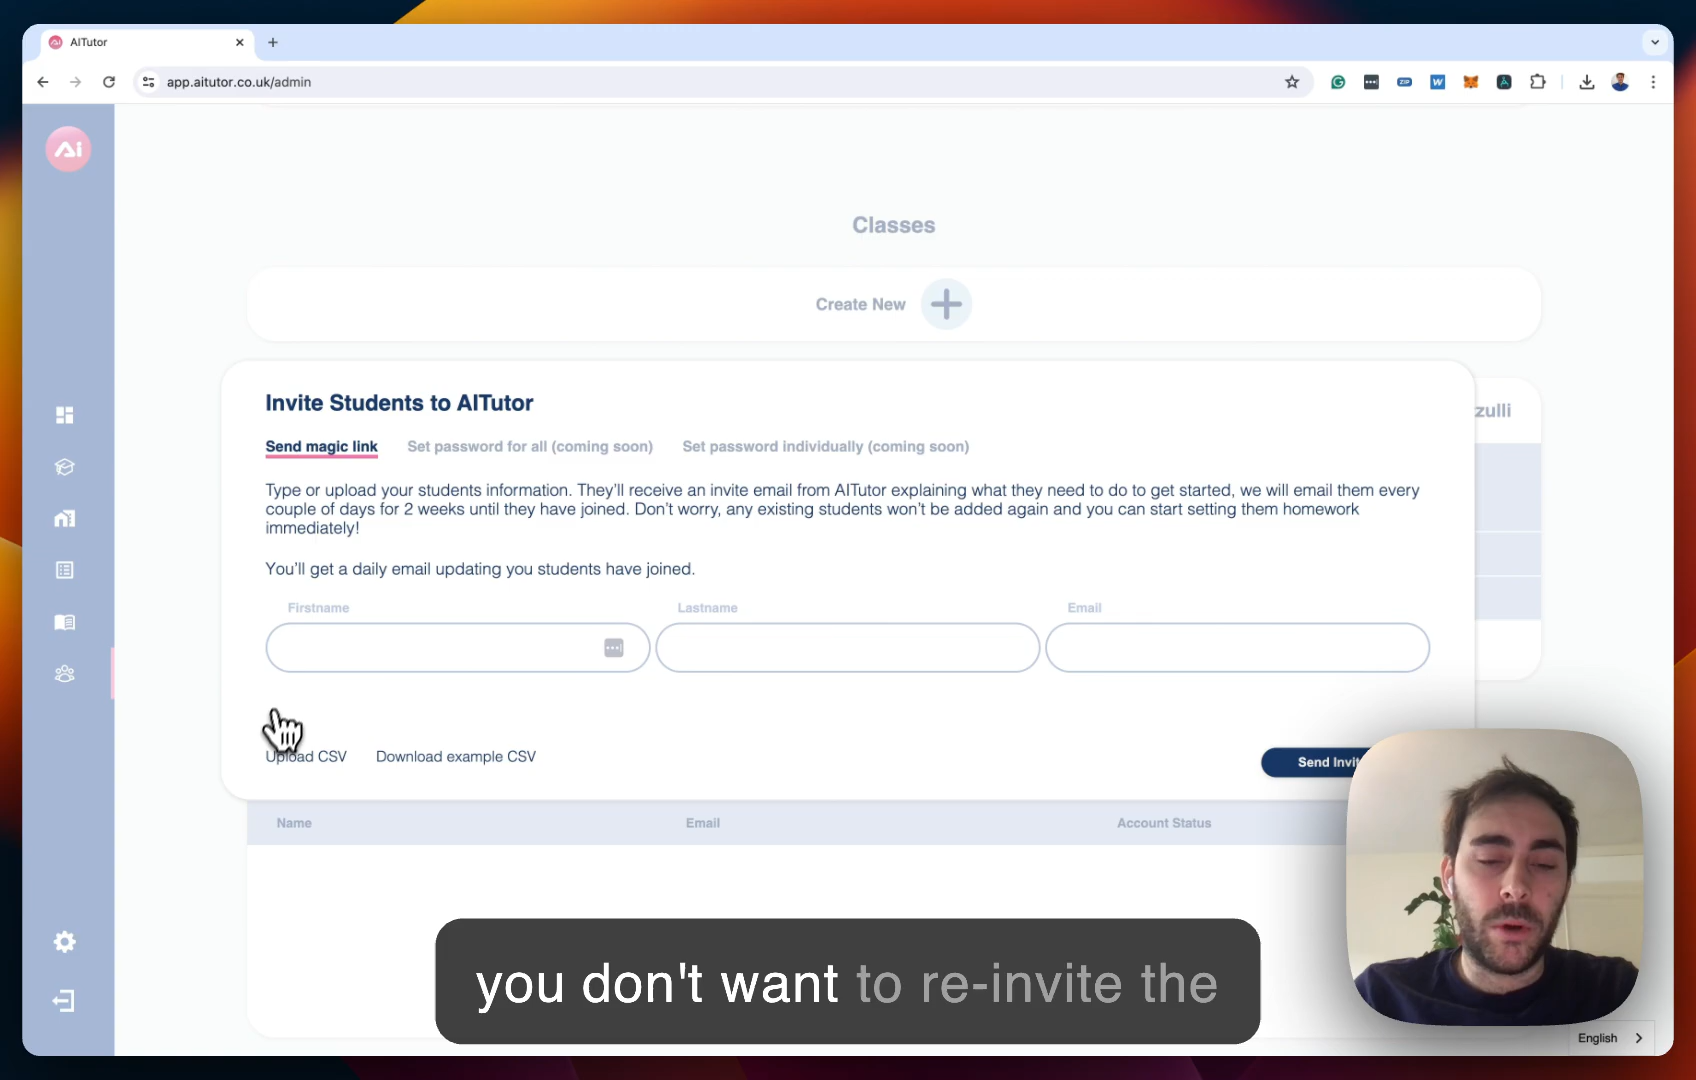 AITutor
app.aitutor.co.uk/admin
ZIP
W
Ai
Classes
Create New
Invite Students to AITutor
zulli
Send magic link Set password for all (coming soon) Set password individually (coming soon)
Type or upload your students information. They'll receive an invite email from AITutor explaining what they need to do to get started, we will email them every
couple of days for 2 weeks until they have joined. Don't worry, any existing students won't be added again and you can start setting them homework
immediately!
You'll get a daily email updating you students have joined.
Firstname Lastname Email
Upload CSV Download example CSV Send Invit
Name Email Account Status
you don't want to re-invite the
English